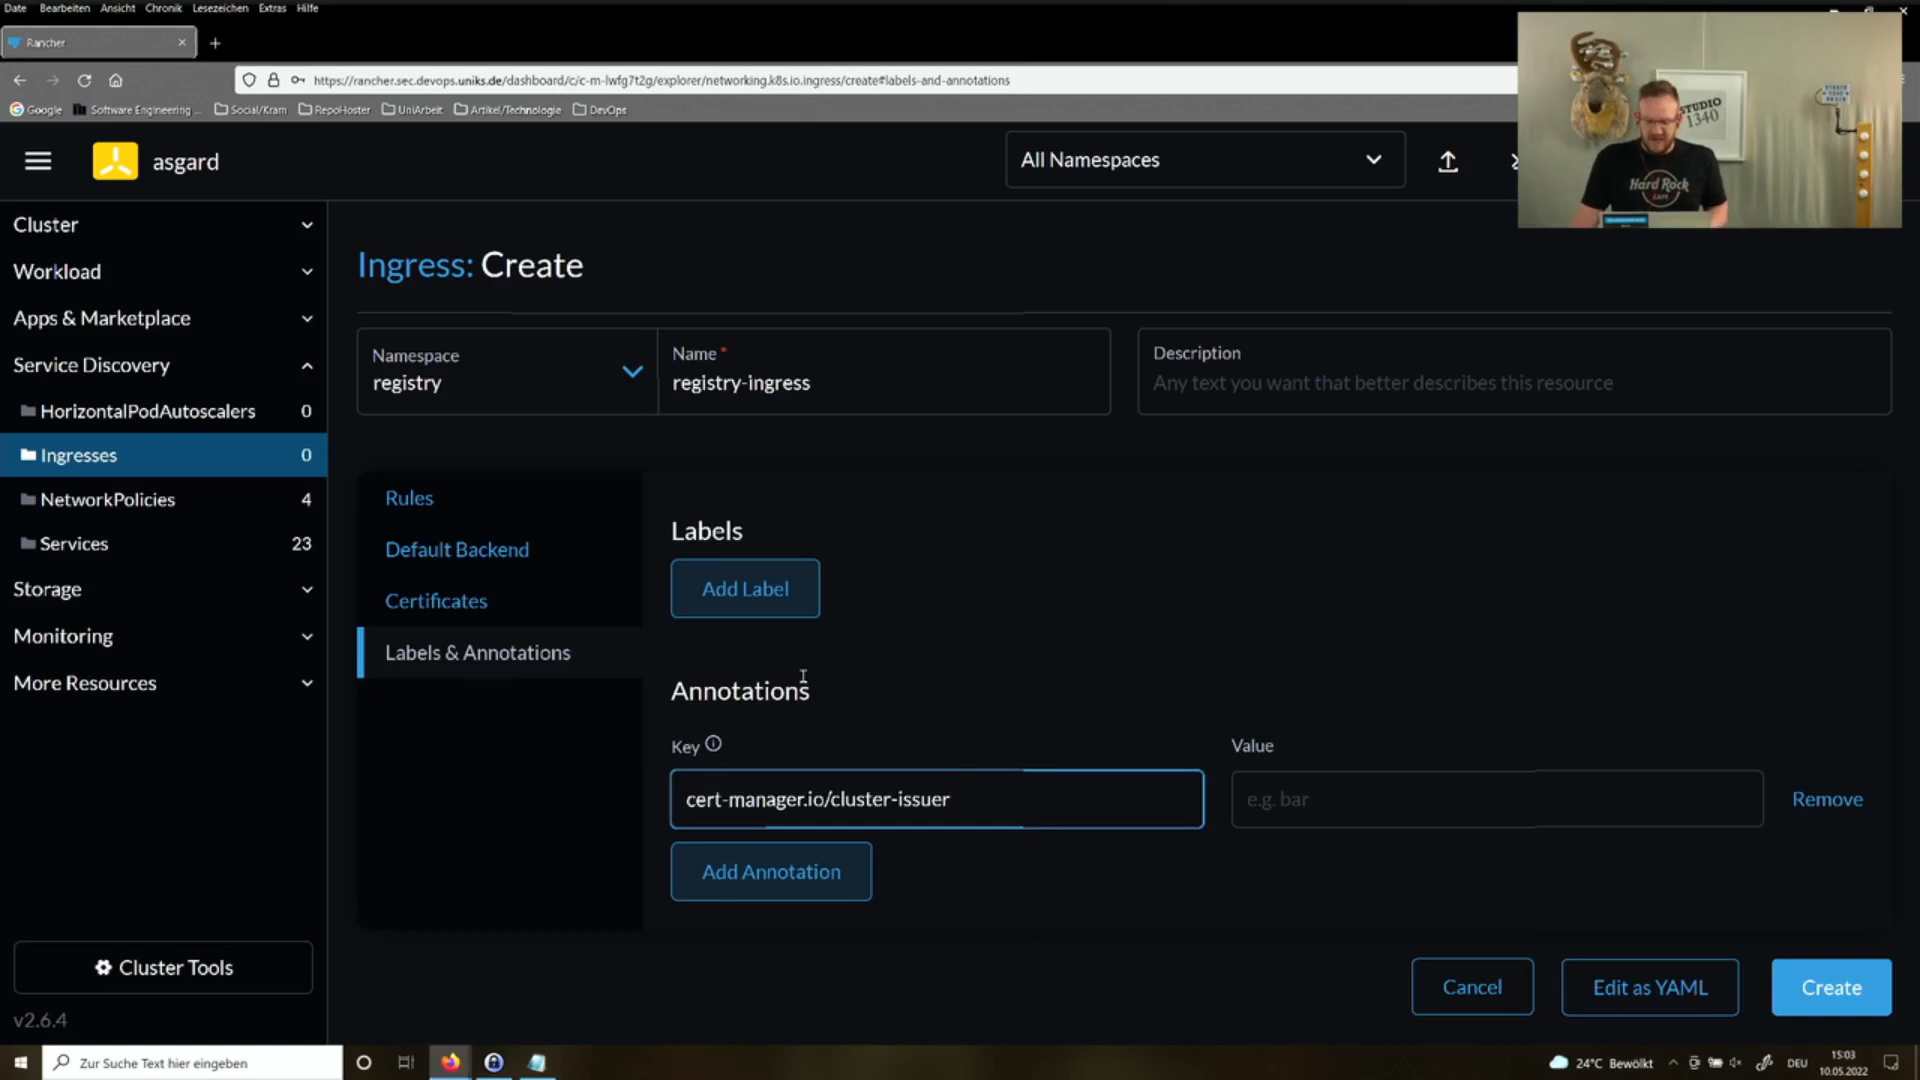 Datei Bearbeiten Ansicht Chronik Lesezeichen Extras Hilfe
Rancher
https://rancher.sec.devops.uniks.de/dashboard/c/c-m-lwfg7t2g/explorer/networking.k8s.io.ingress/create#labels-and-annotations
Google Software Engineering ... Social/Kram RepoHoster UniArbeit Artikel/Technologie DevOps
STUDIO
1340
Hard Rock
CAFE
asgard
All Namespaces
Cluster
Workload
Apps & Marketplace
Service Discovery
HorizontalPodAutoscalers 0
Ingresses 0
NetworkPolicies 4
Services 23
Storage
Monitoring
More Resources
Cluster Tools
v2.6.4
Ingress: Create
Namespace
registry
Name *
registry-ingress
Description
Any text you want that better describes this resource
Rules
Default Backend
Certificates
Labels & Annotations
Labels
Add Label
Annotations
Key
Value
cert-manager.io/cluster-issuer
e.g. bar
Remove
Add Annotation
Cancel
Edit as YAML
Create
Zur Suche Text hier eingeben
24°C Bewölkt
DEU
15:03
10.05.2022